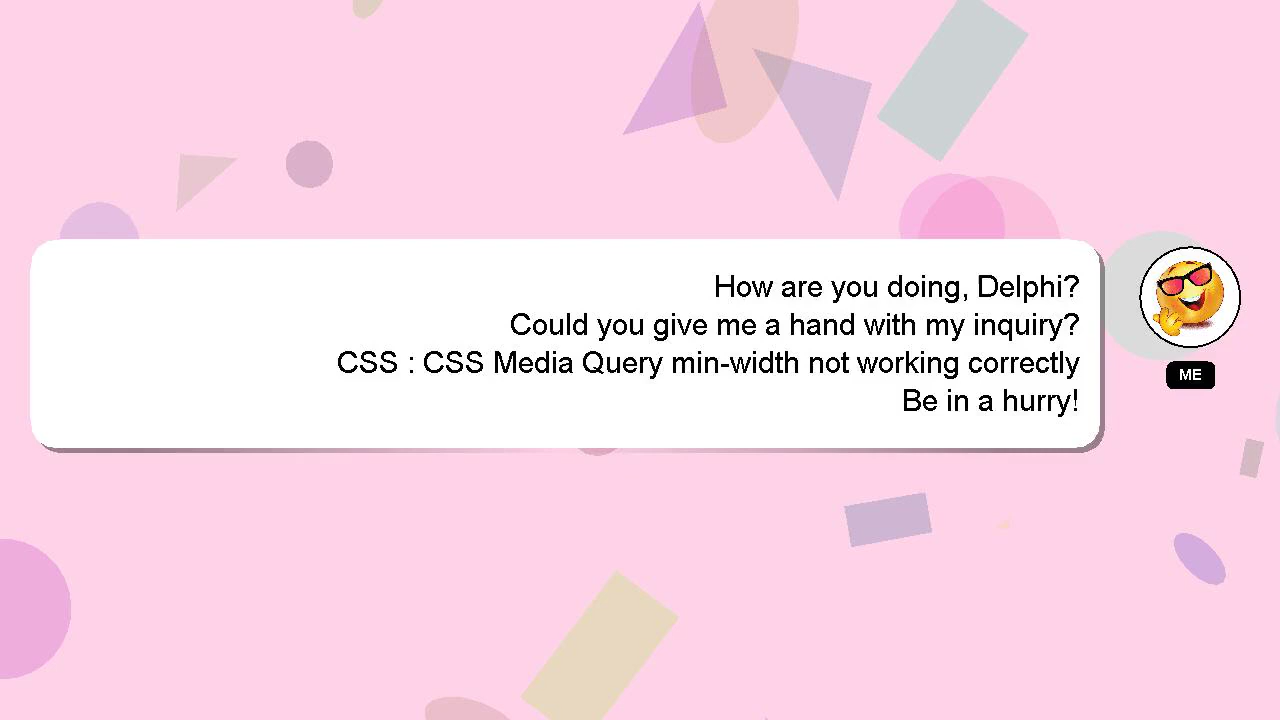 How are you doing, Delphi?
Could you give me a hand with my inquiry?
CSS : CSS Media Query min-width not working correctly
Be in a hurry!
ME